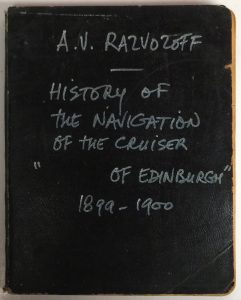 A.V. RAZVOZOFF
HISTORY OF
THE NAVIGATION
OF THE CRUISER
" OF EDINBURGH"
1899-1900